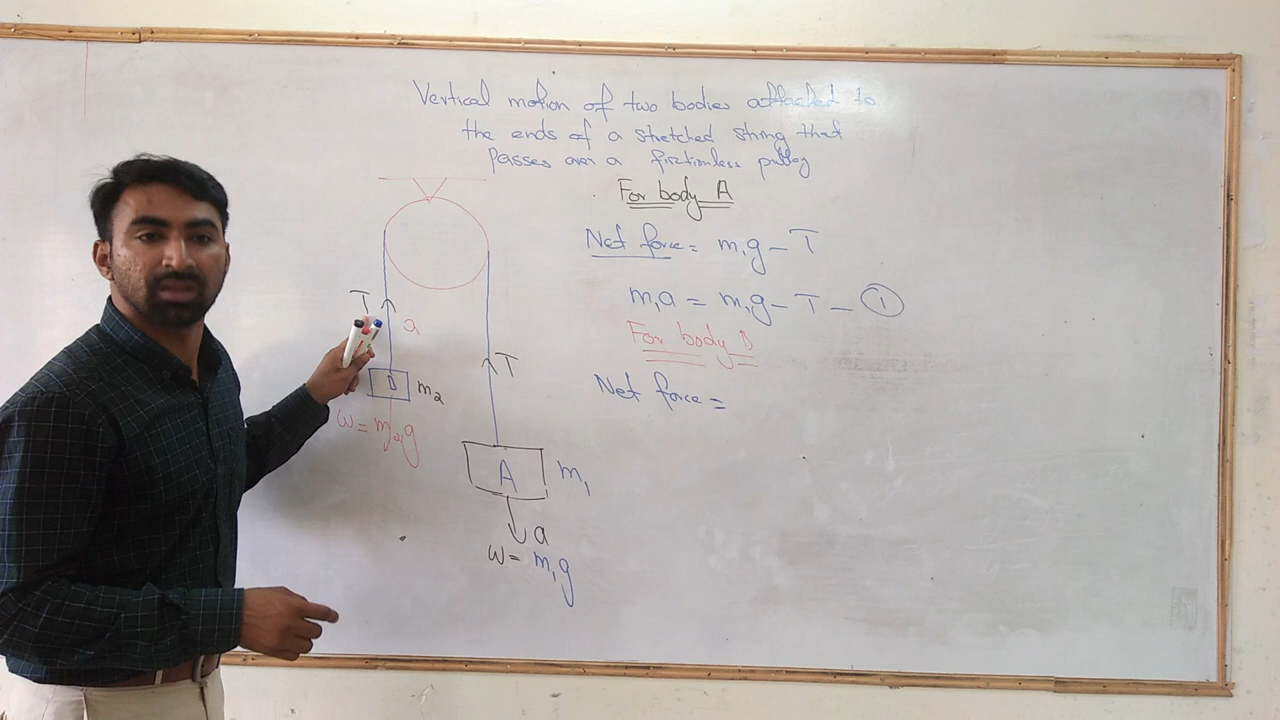 Vertical motion of two bodies attached to
the ends of a stretched string that
Passes over a frictionless pulley
For body A
Net force = m₁g - T
m₁a = m₁g - T - ①
For body B
Net force =
T
a
T
B
m₂
w = m₂g
A
m₁
a
w = m₁g